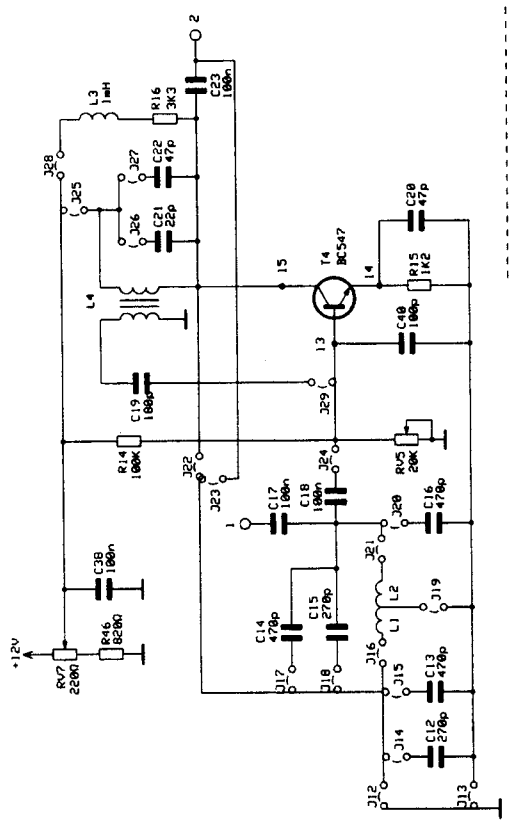 +12V
RV7
220Ω
R46
820Ω
C38
100n
R14
100K
C19
180p
L4
J28
J25
L3
1mH
R16
3K3
J26
J27
C21
22p
C22
47p
C23
100n
2
J22
J23
J29
15
T4
BC547
14
13
1
C17
100n
C18
100n
J24
RV5
20K
C40
100p
R15
1K2
C20
47p
C14
470p
C15
270p
J17
J18
J21
J20
C16
470p
L1
L2
J16
J19
J15
C13
470p
J14
C12
270p
J12
J13